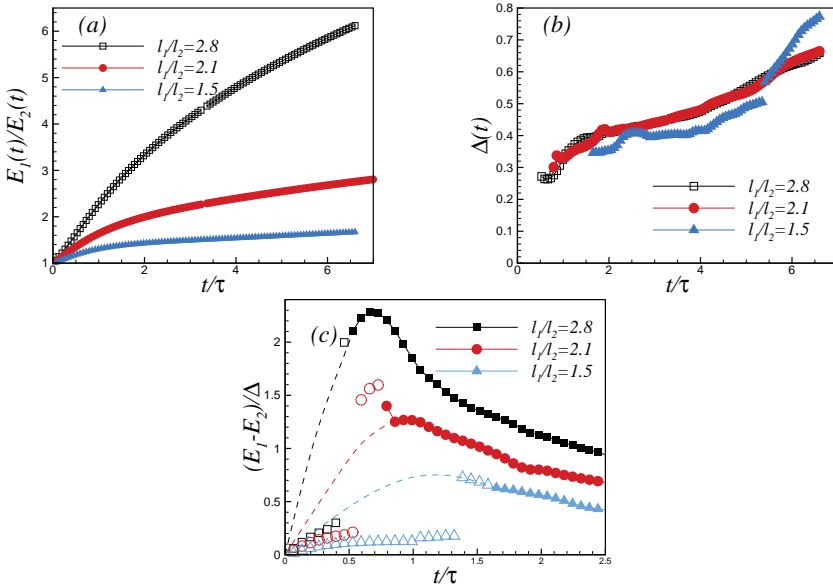 (a)
l₁/l₂=2.8
l₁/l₂=2.1
l₁/l₂=1.5
E₁(t)/E₂(t)
6
5
4
3
2
1
0
2
4
6
t/τ
(b)
l₁/l₂=2.8
l₁/l₂=2.1
l₁/l₂=1.5
Δ(t)
0.8
0.7
0.6
0.5
0.4
0.3
0.2
0.1
0
0
2
4
6
t/τ
(c)
l₁/l₂=2.8
l₁/l₂=2.1
l₁/l₂=1.5
(E₁-E₂)/Δ
2
1.5
1
0.5
0
0
0.5
1
1.5
2
2.5
t/τ